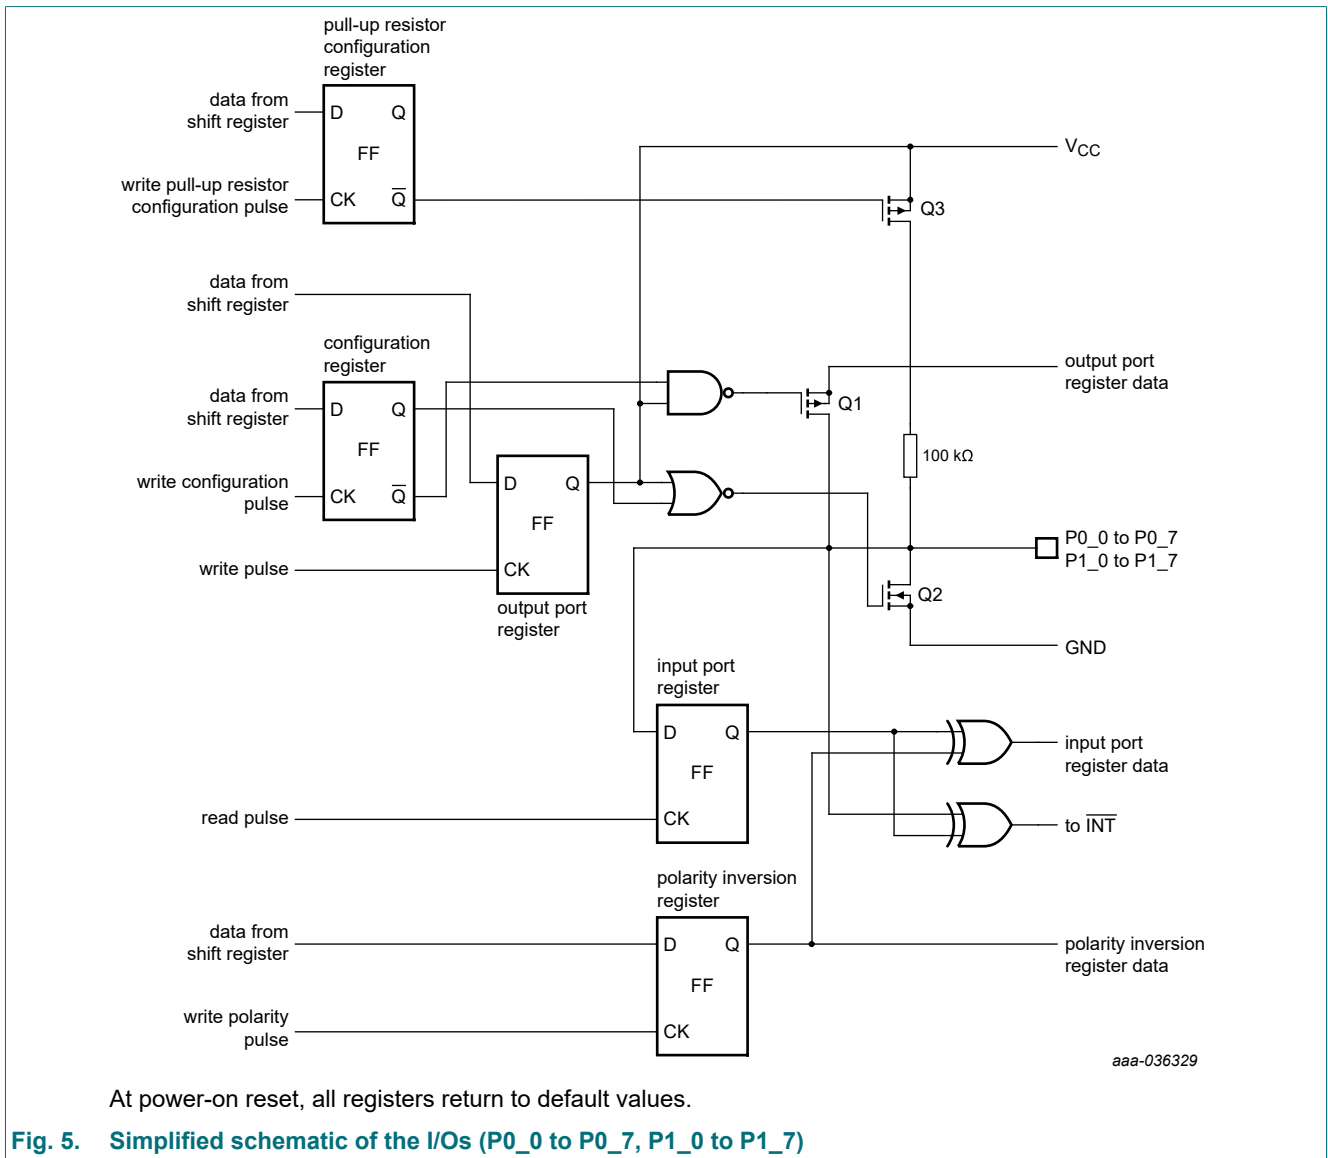 pull-up resistor
configuration
register
data from
shift register
D
Q
FF
write pull-up resistor
configuration pulse
CK
Q̅
VCC
Q3
data from
shift register
configuration
register
data from
shift register
D
Q
FF
write configuration
pulse
CK
Q̅
output port
register data
Q1
100 kΩ
D
Q
FF
write pulse
CK
output port
register
P0_0 to P0_7
P1_0 to P1_7
Q2
GND
input port
register
D
Q
FF
read pulse
CK
input port
register data
to I̅N̅T̅
polarity inversion
register
data from
shift register
D
Q
FF
write polarity
pulse
CK
polarity inversion
register data
aaa-036329
At power-on reset, all registers return to default values.
Fig. 5. Simplified schematic of the I/Os (P0_0 to P0_7, P1_0 to P1_7)